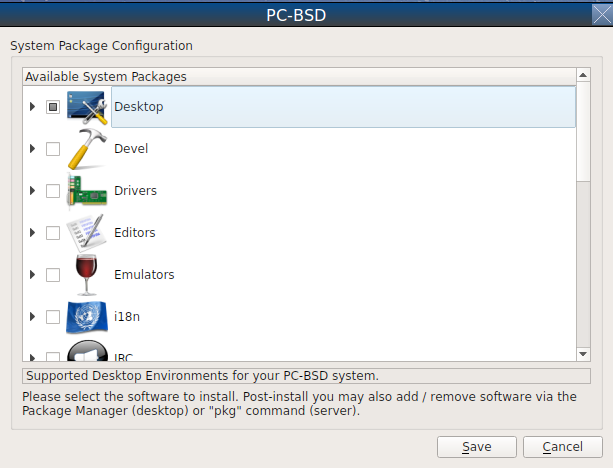 PC-BSD
System Package Configuration
Available System Packages
Desktop
Devel
Drivers
Editors
Emulators
i18n
IRC
Supported Desktop Environments for your PC-BSD system.
Please select the software to install. Post-install you may also add / remove software via the
Package Manager (desktop) or "pkg" command (server).
Save
Cancel